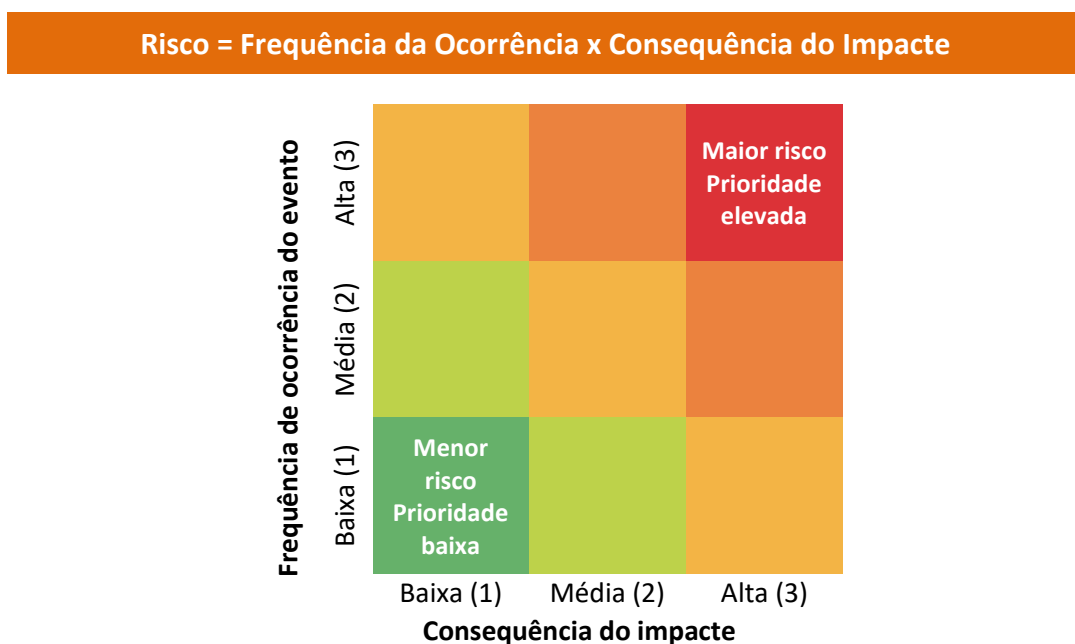 Risco = Frequência da Ocorrência x Consequência do Impacte
Frequência de ocorrência do evento
Alta (3)
Média (2)
Baixa (1)
Maior risco
Prioridade
elevada
Menor
risco
Prioridade
baixa
Baixa (1)
Média (2)
Alta (3)
Consequência do impacte